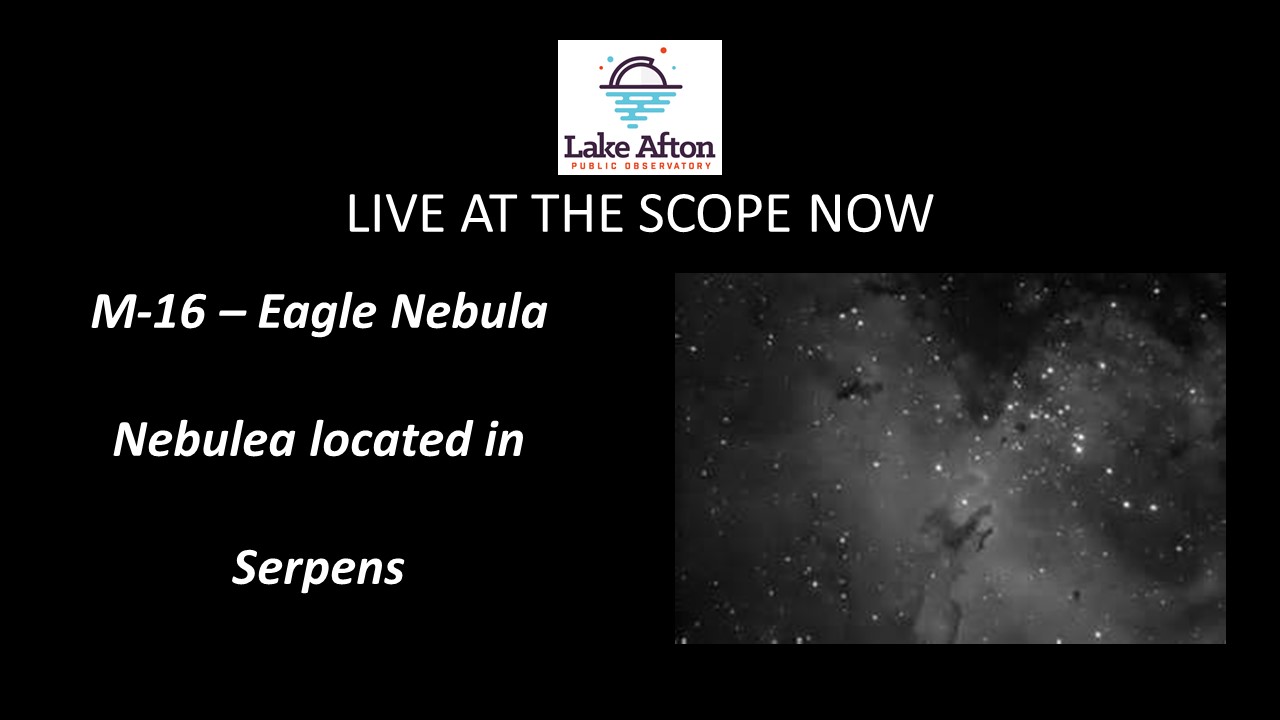 Lake Afton
PUBLIC OBSERVATORY
LIVE AT THE SCOPE NOW
M-16 – Eagle Nebula
Nebulea located in
Serpens